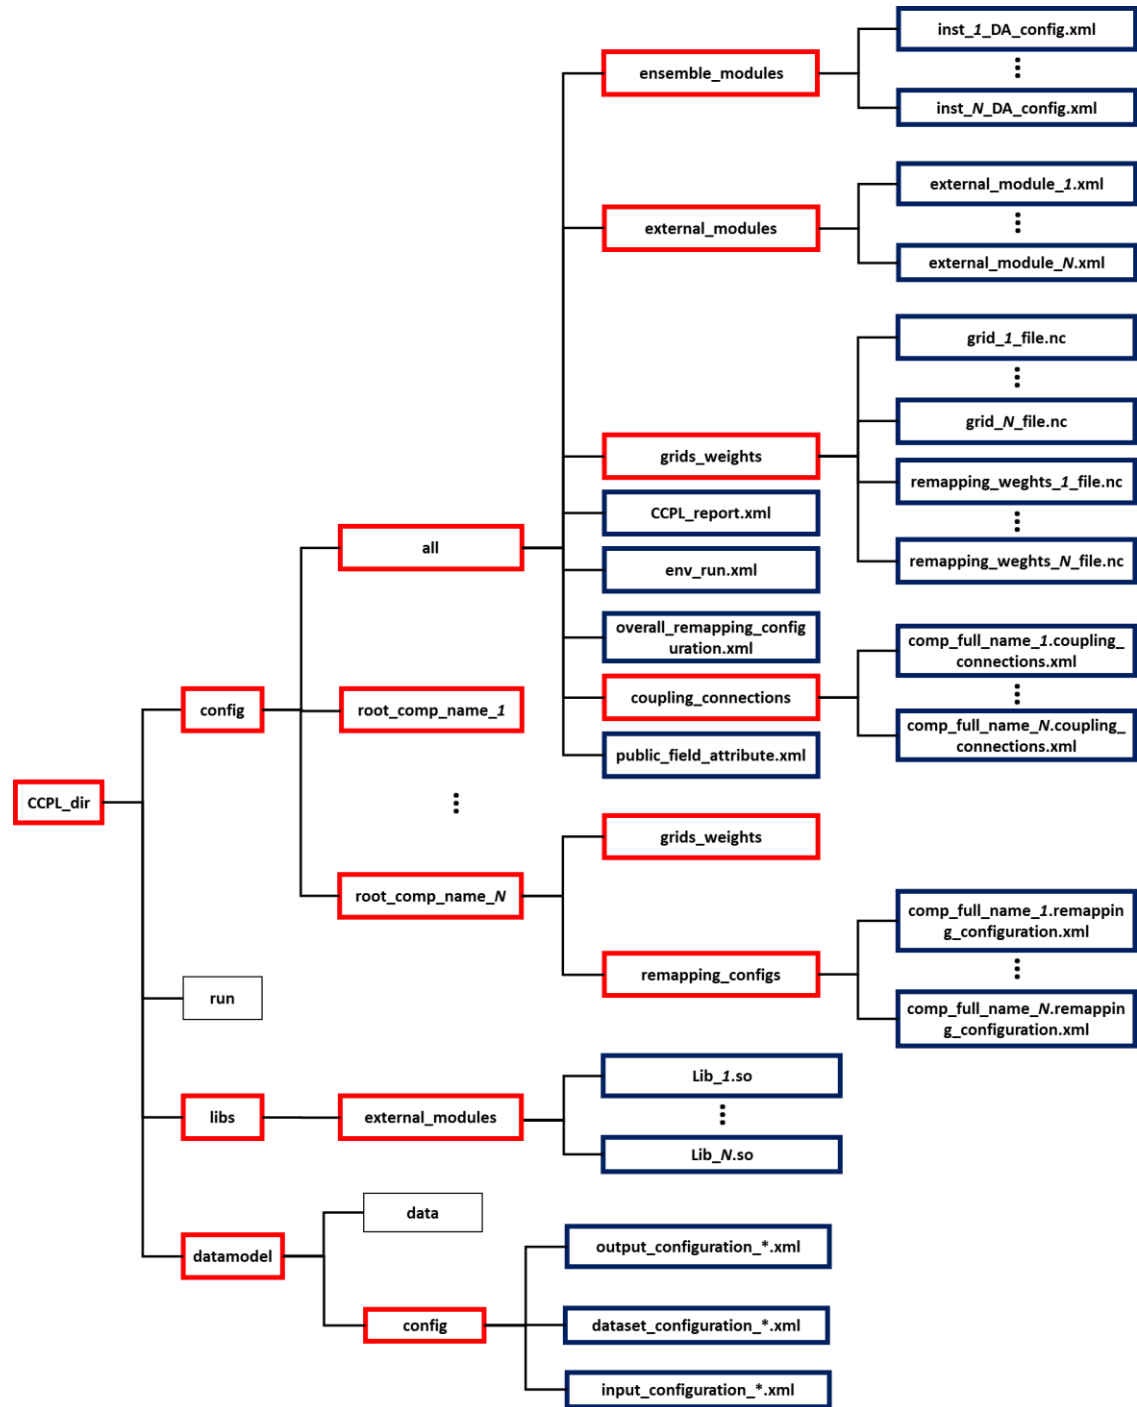 inst_1_DA_config.xml
ensemble_modules
inst_N_DA_config.xml
external_module_1.xml
external_modules
external_module_N.xml
grid_1_file.nc
grid_N_file.nc
grids_weights
remapping_weghts_1_file.nc
CCPL_report.xml
all
remapping_weghts_N_file.nc
env_run.xml
overall_remapping_config
uration.xml
comp_full_name_1.coupling_
connections.xml
config
root_comp_name_1
coupling_connections
comp_full_name_N.coupling_
connections.xml
public_field_attribute.xml
CCPL_dir
grids_weights
root_comp_name_N
comp_full_name_1.remappin
g_configuration.xml
remapping_configs
run
comp_full_name_N.remappin
g_configuration.xml
Lib_1.so
libs
external_modules
Lib_N.so
data
datamodel
output_configuration_*.xml
config
dataset_configuration_*.xml
input_configuration_*.xml